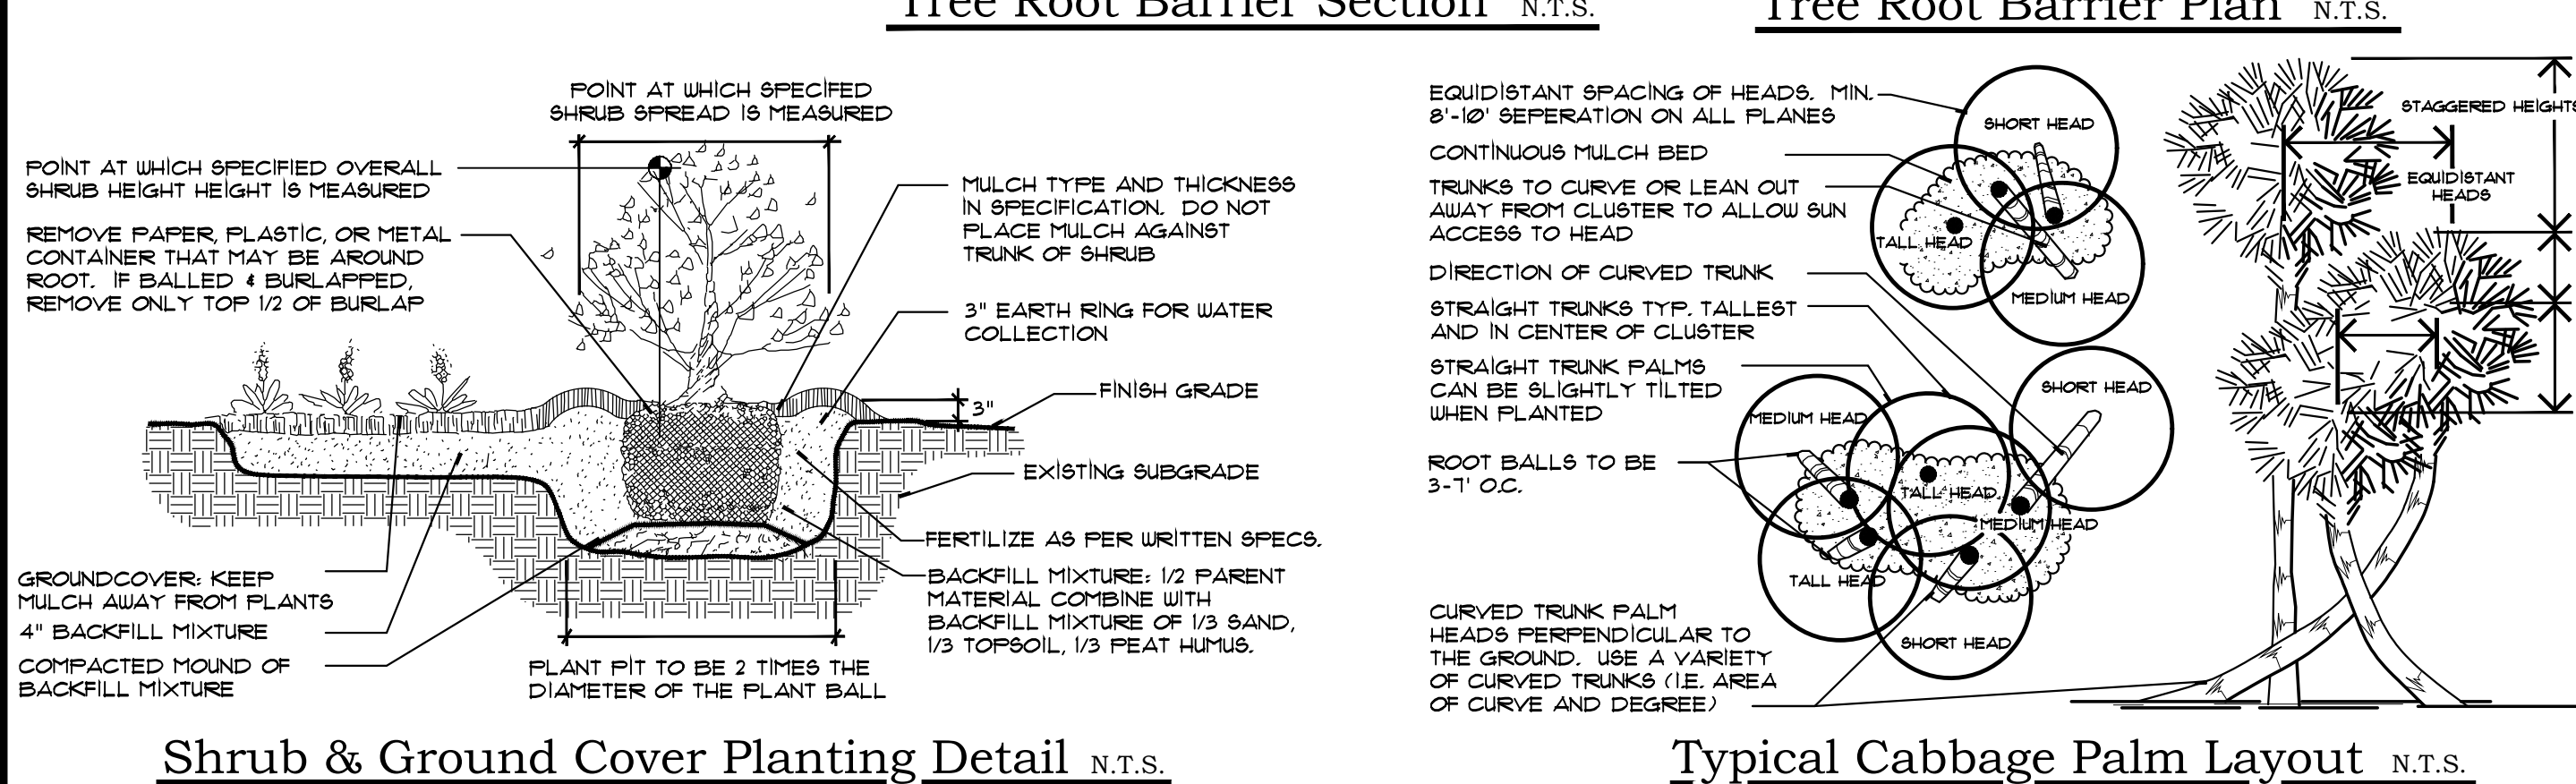 Tree Root Barrier Section N.T.S.
Tree Root Barrier Plan N.T.S.
POINT AT WHICH SPECIFED
SHRUB SPREAD IS MEASURED
POINT AT WHICH SPECIFIED OVERALL
SHRUB HEIGHT HEIGHT IS MEASURED
REMOVE PAPER, PLASTIC, OR METAL
CONTAINER THAT MAY BE AROUND
ROOT. IF BALLED & BURLAPPED,
REMOVE ONLY TOP 1/2 OF BURLAP
MULCH TYPE AND THICKNESS
IN SPECIFICATION. DO NOT
PLACE MULCH AGAINST
TRUNK OF SHRUB
3" EARTH RING FOR WATER
COLLECTION
FINISH GRADE
3"
EXISTING SUBGRADE
FERTILIZE AS PER WRITTEN SPECS.
BACKFILL MIXTURE: 1/2 PARENT
MATERIAL COMBINE WITH
BACKFILL MIXTURE OF 1/3 SAND,
1/3 TOPSOIL, 1/3 PEAT HUMUS.
GROUNDCOVER: KEEP
MULCH AWAY FROM PLANTS
4" BACKFILL MIXTURE
COMPACTED MOUND OF
BACKFILL MIXTURE
PLANT PIT TO BE 2 TIMES THE
DIAMETER OF THE PLANT BALL
Shrub & Ground Cover Planting Detail N.T.S.
EQUIDISTANT SPACING OF HEADS. MIN.
8'-10' SEPERATION ON ALL PLANES
CONTINUOUS MULCH BED
TRUNKS TO CURVE OR LEAN OUT
AWAY FROM CLUSTER TO ALLOW SUN
ACCESS TO HEAD
DIRECTION OF CURVED TRUNK
STRAIGHT TRUNKS TYP. TALLEST
AND IN CENTER OF CLUSTER
STRAIGHT TRUNK PALMS
CAN BE SLIGHTLY TILTED
WHEN PLANTED
ROOT BALLS TO BE
3-7' O.C.
CURVED TRUNK PALM
HEADS PERPENDICULAR TO
THE GROUND. USE A VARIETY
OF CURVED TRUNKS (I.E. AREA
OF CURVE AND DEGREE)
SHORT HEAD
TALL HEAD
MEDIUM HEAD
SHORT HEAD
MEDIUM HEAD
TALL HEAD
MEDIUM HEAD
TALL HEAD
SHORT HEAD
STAGGERED HEIGHTS
EQUIDISTANT
HEADS
Typical Cabbage Palm Layout N.T.S.